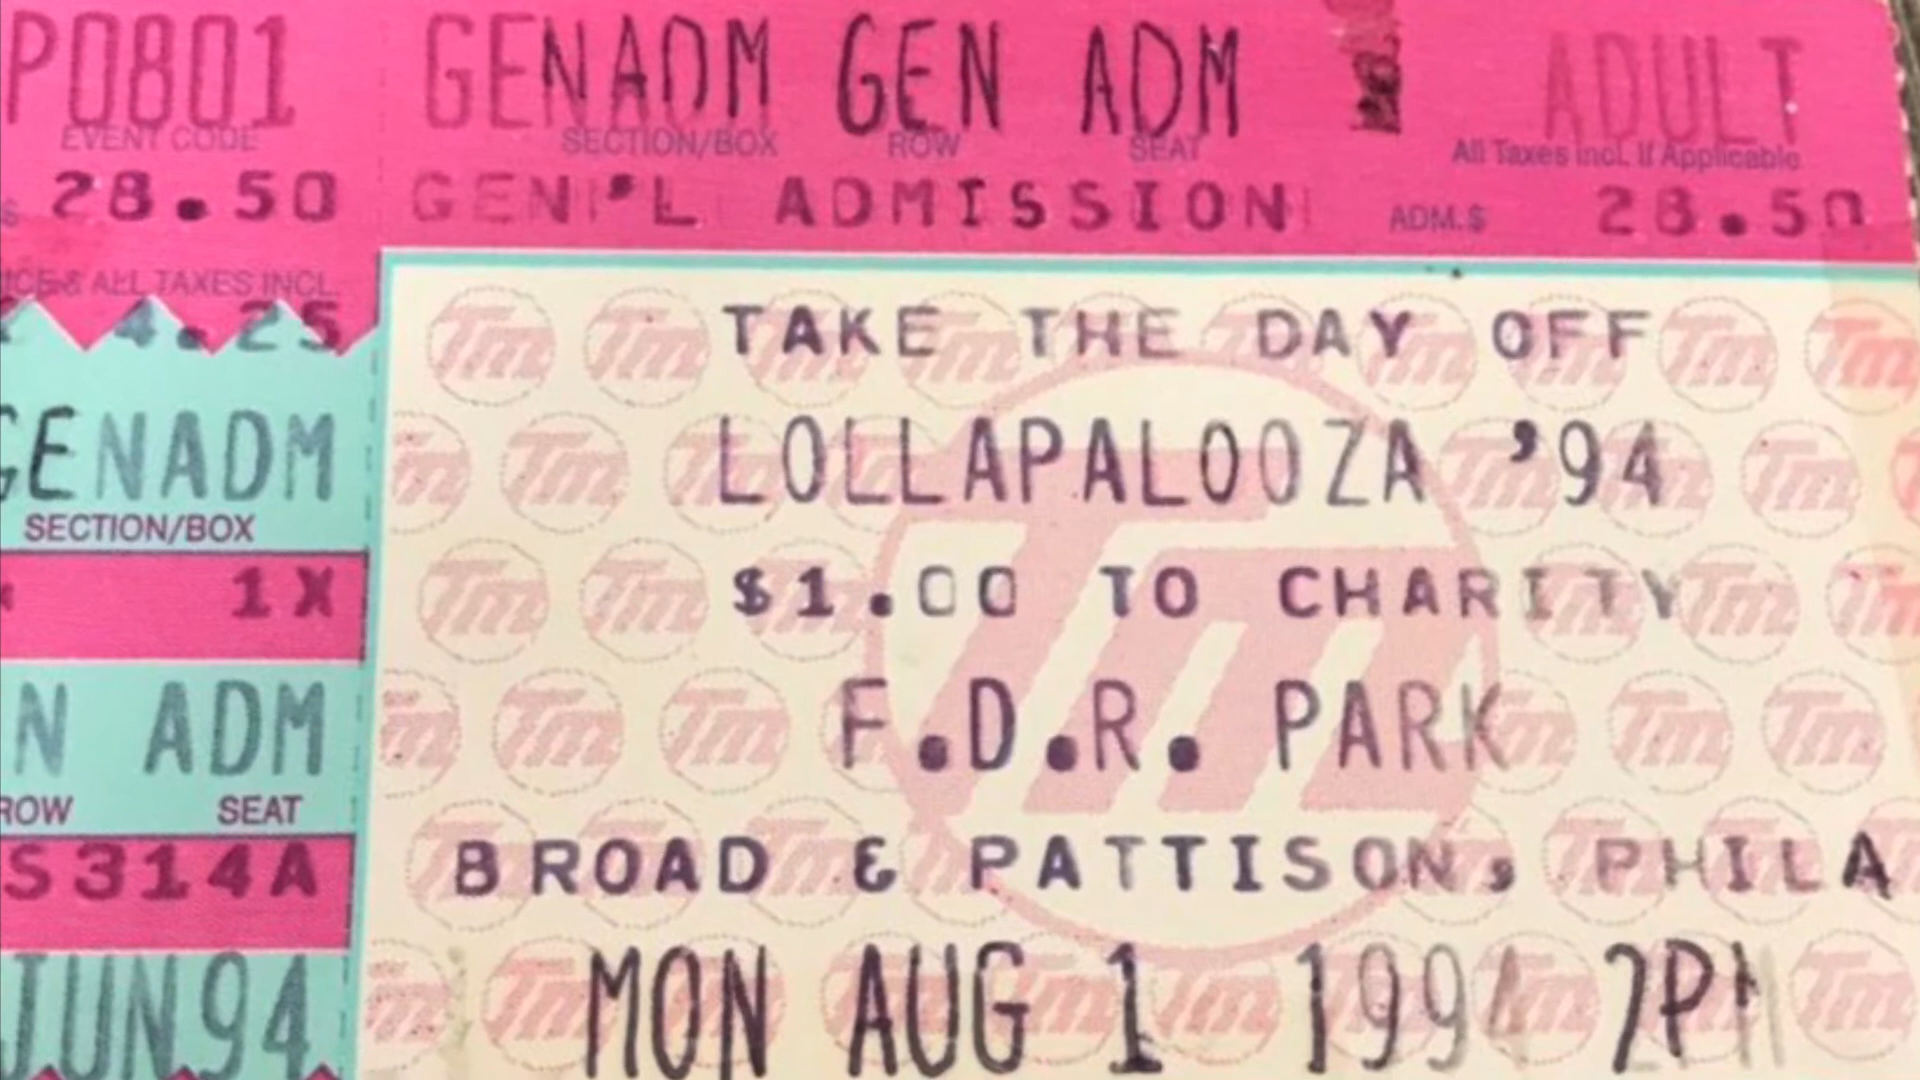 P0801 GENADM GEN ADM ADULT
EVENT CODE SECTION/BOX ROW SEAT All Taxes incl. If Applicable
$ 28.50 GEN'L ADMISSION ADM.$ 28.50
ICE & ALL TAXES INCL.
4.25
TAKE THE DAY OFF
GENADM
SECTION/BOX
LOLLAPALOOZA '94
1X
$1.00 TO CHARITY
N ADM
ROW SEAT
F.D.R. PARK
S314A
BROAD & PATTISON, PHILA
JUN94
MON AUG 1 1994 2PM
Tm